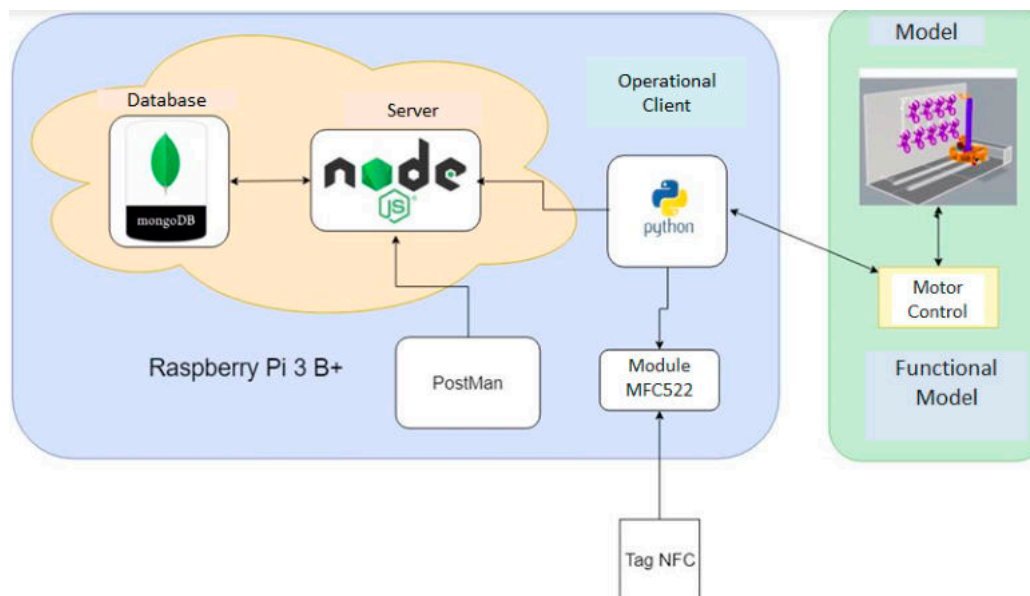 Database
mongoDB
Server
node
JS
Operational
Client
python
Model
Motor
Control
Functional
Model
Raspberry Pi 3 B+
PostMan
Module
MFC522
Tag NFC